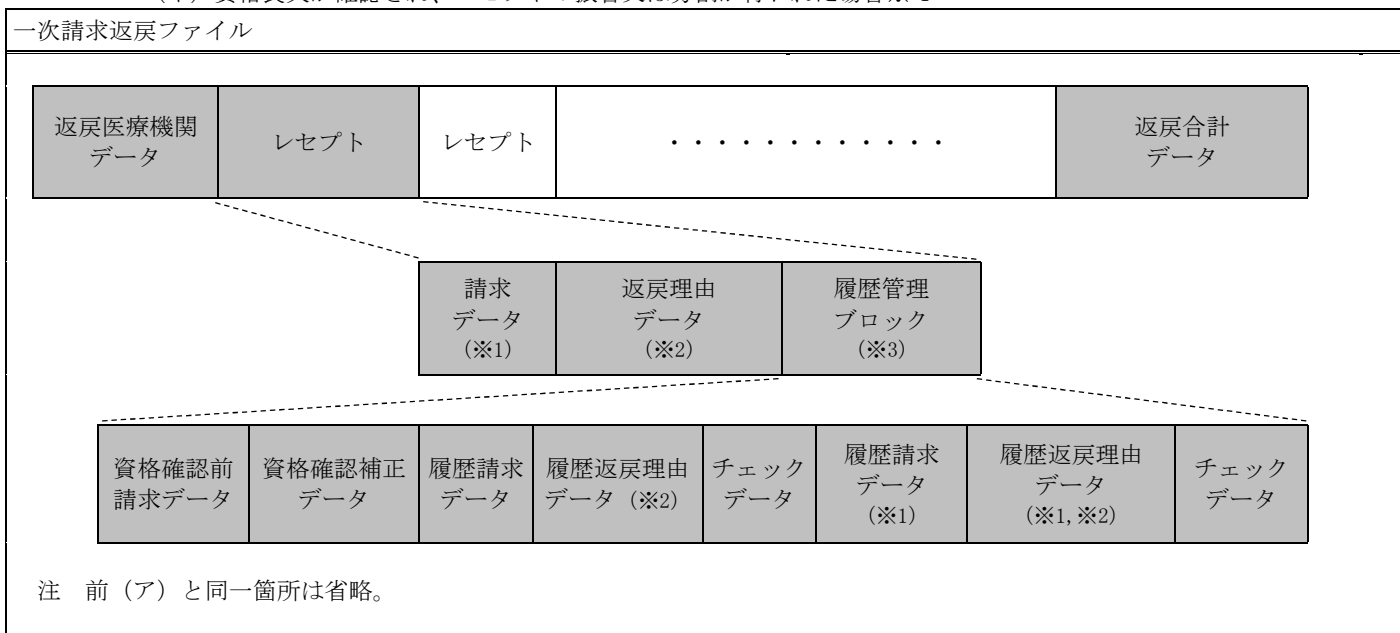 一次請求返戻ファイル
返戻医療機関
データ
レセプト
レセプト
・・・・・・・・・・・・
返戻合計
データ
請求
データ
(※1)
返戻理由
データ
(※2)
履歴管理
ブロック
(※3)
資格確認前
請求データ
資格確認補正
データ
履歴請求
データ
履歴返戻理由
データ (※2)
チェック
データ
履歴請求
データ
(※1)
履歴返戻理由
データ
(※1,※2)
チェック
データ
注　前（ア）と同一箇所は省略。